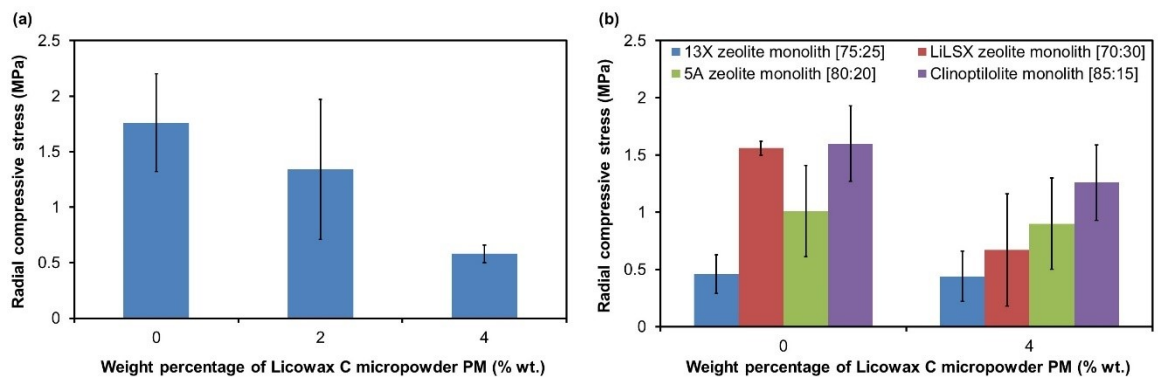 (a)
2.5
2
1.5
1
0.5
0
0 2 4
Radial compressive stress (MPa)
Weight percentage of Licowax C micropowder PM (% wt.)
(b)
2.5
2
1.5
1
0.5
0
0 4
Radial compressive stress (MPa)
13X zeolite monolith [75:25] LiLSX zeolite monolith [70:30]
5A zeolite monolith [80:20] Clinoptilolite monolith [85:15]
Weight percentage of Licowax C micropowder PM (% wt.)